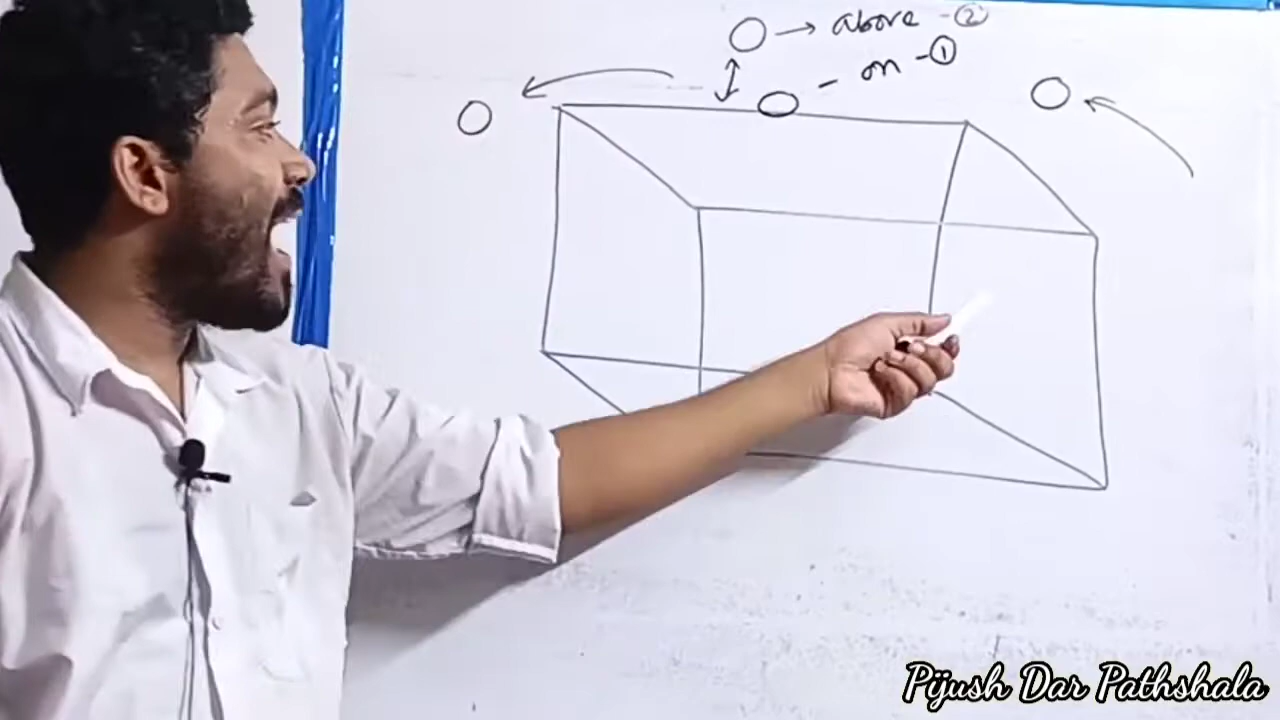 → above - ②
- on - ①
Pijush Dar Pathshala